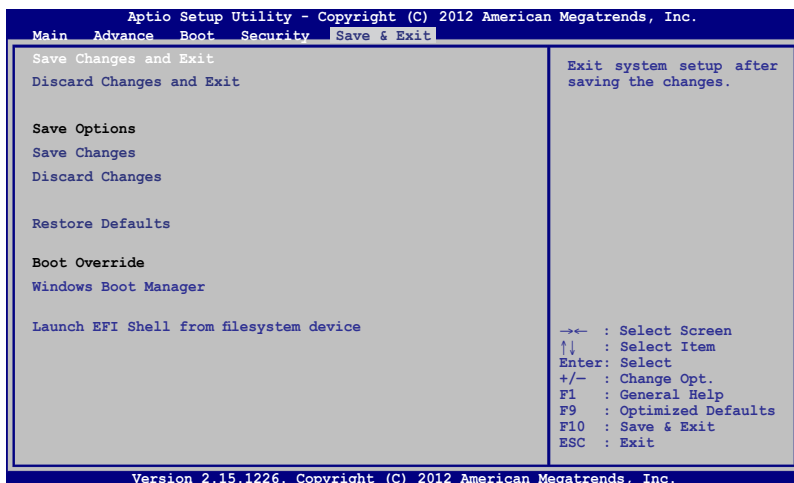 Aptio Setup Utility - Copyright (C) 2012 American Megatrends, Inc.
Main Advance Boot Security Save & Exit
Save Changes and Exit
Discard Changes and Exit
Save Options
Save Changes
Discard Changes
Restore Defaults
Boot Override
Windows Boot Manager
Launch EFI Shell from filesystem device
Exit system setup after
saving the changes.
→← : Select Screen
↑↓ : Select Item
Enter: Select
+/— : Change Opt.
F1 : General Help
F9 : Optimized Defaults
F10 : Save & Exit
ESC : Exit
Version 2.15.1226. Copyright (C) 2012 American Megatrends, Inc.